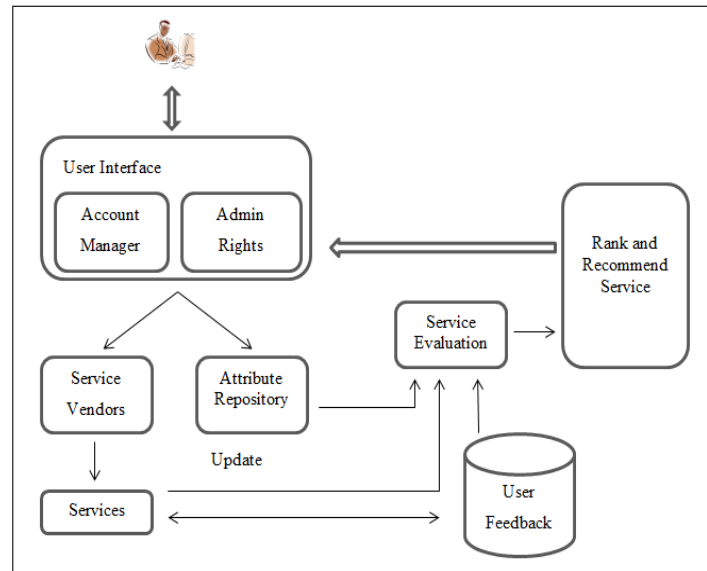 User Interface
Account
Manager
Admin
Rights
Rank and
Recommend
Service
Service
Evaluation
Service
Vendors
Attribute
Repository
Update
Services
User
Feedback